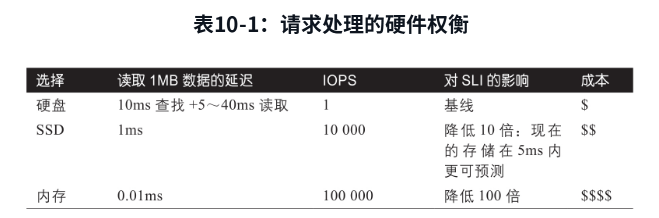 表10-1：请求处理的硬件权衡
选择 读取 1MB 数据的延迟 IOPS 对 SLI 的影响 成本
硬盘 10ms 查找 +5～40ms 读取 1 基线 $
SSD 1ms 10 000 降低 10 倍；现在 $$
的存储在 5ms 内
更可预测
内存 0.01ms 100 000 降低 100 倍 $$$$